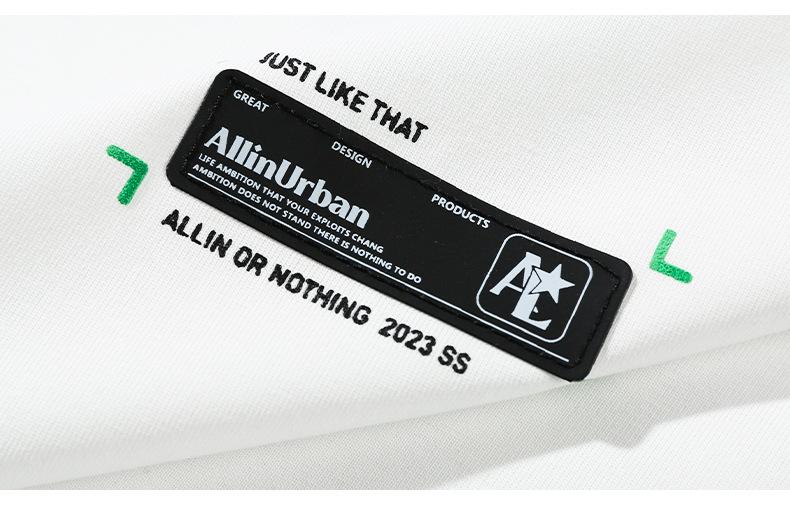 JUST LIKE THAT
GREAT DESIGN PRODUCTS
AllinUrban
LIFE AMBITION THAT YOUR EXPLOITS CHANG
AMBITION DOES NOT STAND THERE IS NOTHING TO DO
AE
ALLIN OR NOTHING 2023 SS